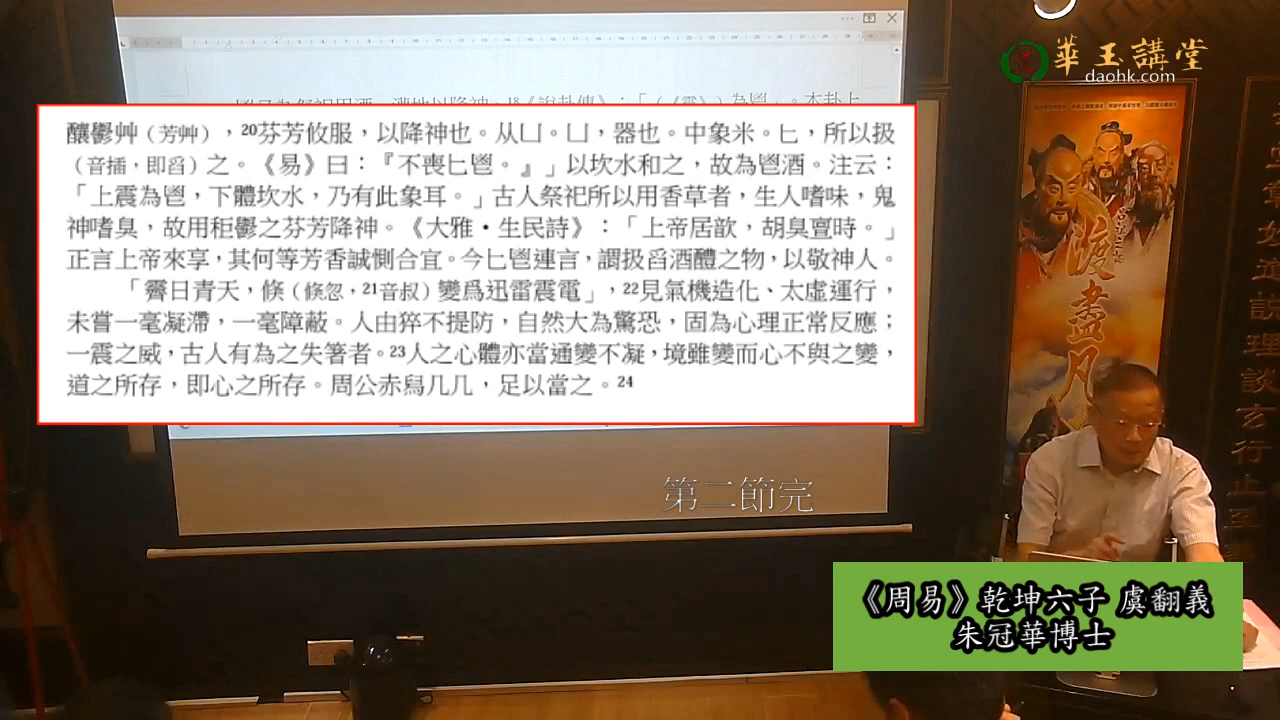 華玉講堂
daohk.com
釀鬱艸（芳艸），²⁰芬芳攸服，以降神也。从凵。凵，器也。中象米。匕，所以扱
（音插，即舀）之。《易》曰：『不喪匕鬯。』」以坎水和之，故為鬯酒。注云：
「上震為鬯，下體坎水，乃有此象耳。」古人祭祀所以用香草者，生人嗜味，鬼
神嗜臭，故用秬鬱之芬芳降神。《大雅・生民詩》：「上帝居歆，胡臭亶時。」
正言上帝來享，其何等芳香誠惻合宜。今匕鬯連言，謂扱舀酒醴之物，以敬神人。
「霽日青天，倏（倏忽，²¹音叔）變爲迅雷震電」，²²見氣機造化、太虛運行，
未嘗一毫凝滯，一毫障蔽。人由猝不提防，自然大為驚恐，固為心理正常反應；
一震之威，古人有為之失箸者。²³人之心體亦當通變不凝，境雖變而心不與之變，
道之所存，即心之所存。周公赤舄几几，足以當之。²⁴
渡盡凡
第二節完
《周易》乾坤六子 虞翻義
朱冠華博士